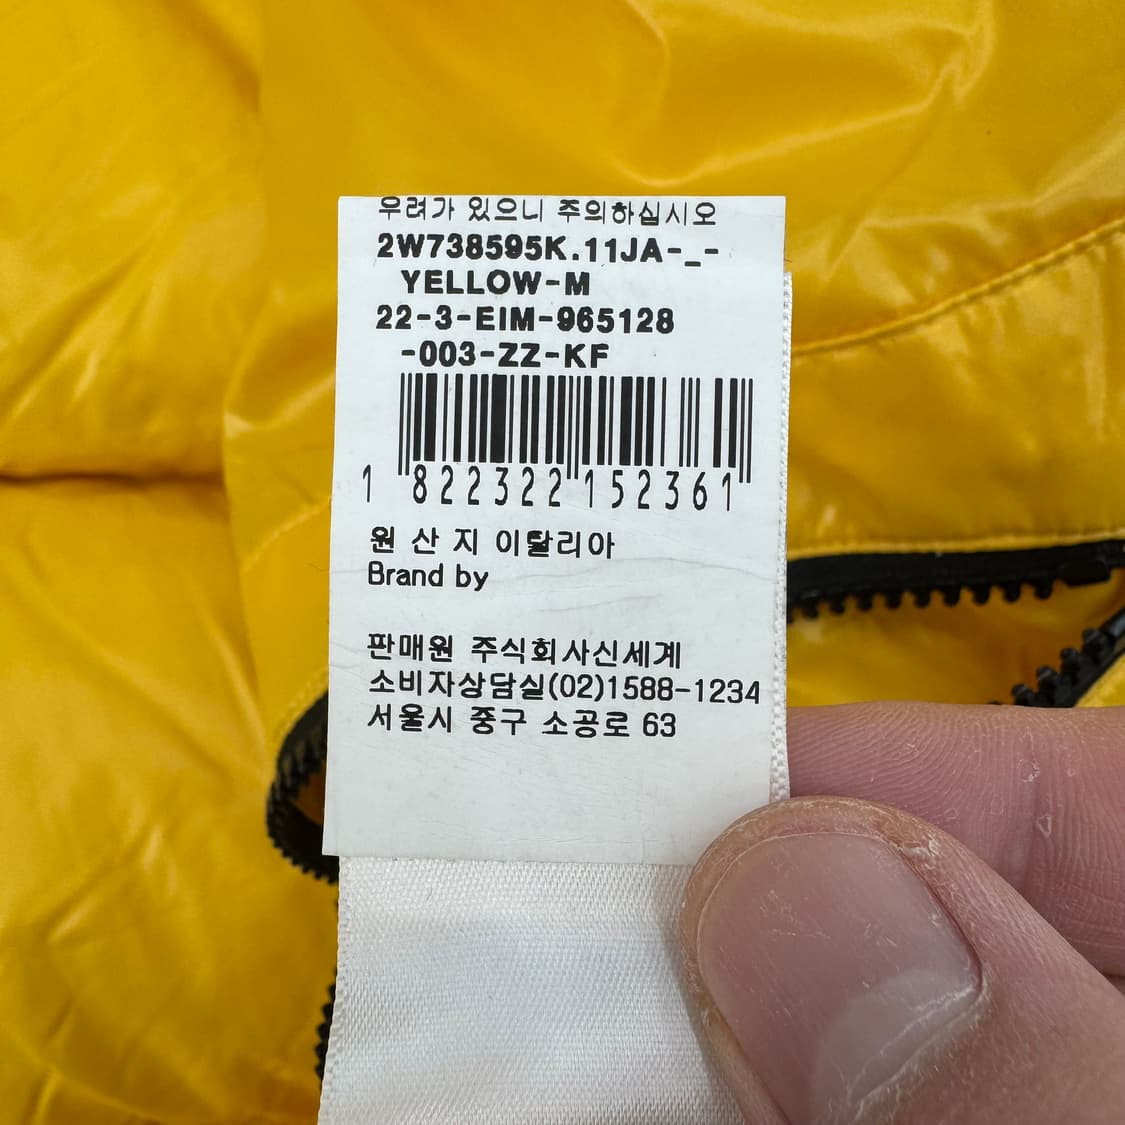 우려가 있으니 주의하십시오
2W738595K.11JA-_-
YELLOW-M
22-3-EIM-965128
-003-ZZ-KF
1 822322 152361
원 산 지 이탈리아
Brand by
판매원 주식회사신세계
소비자상담실(02)1588-1234
서울시 중구 소공로 63